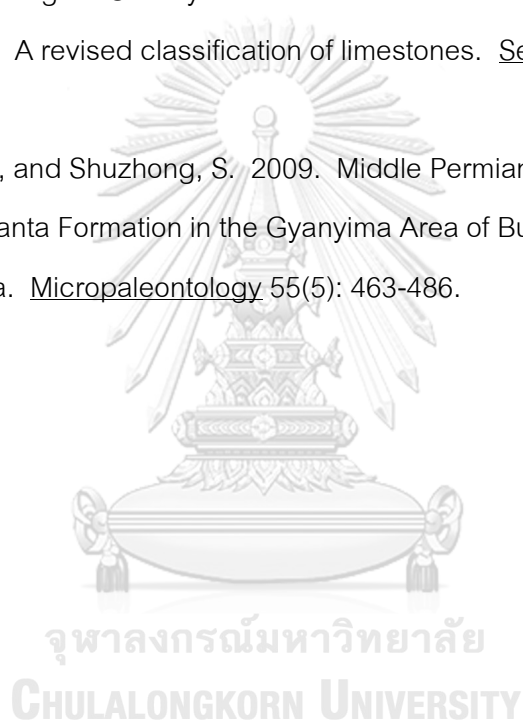 A revised classification of limestones. Se
, and Shuzhong, S. 2009. Middle Permian
anta Formation in the Gyanyima Area of Bu
a. Micropaleontology 55(5): 463-486.
จุฬาลงกรณ์มหาวิทยาลัย
CHULALONGKORN UNIVERSITY